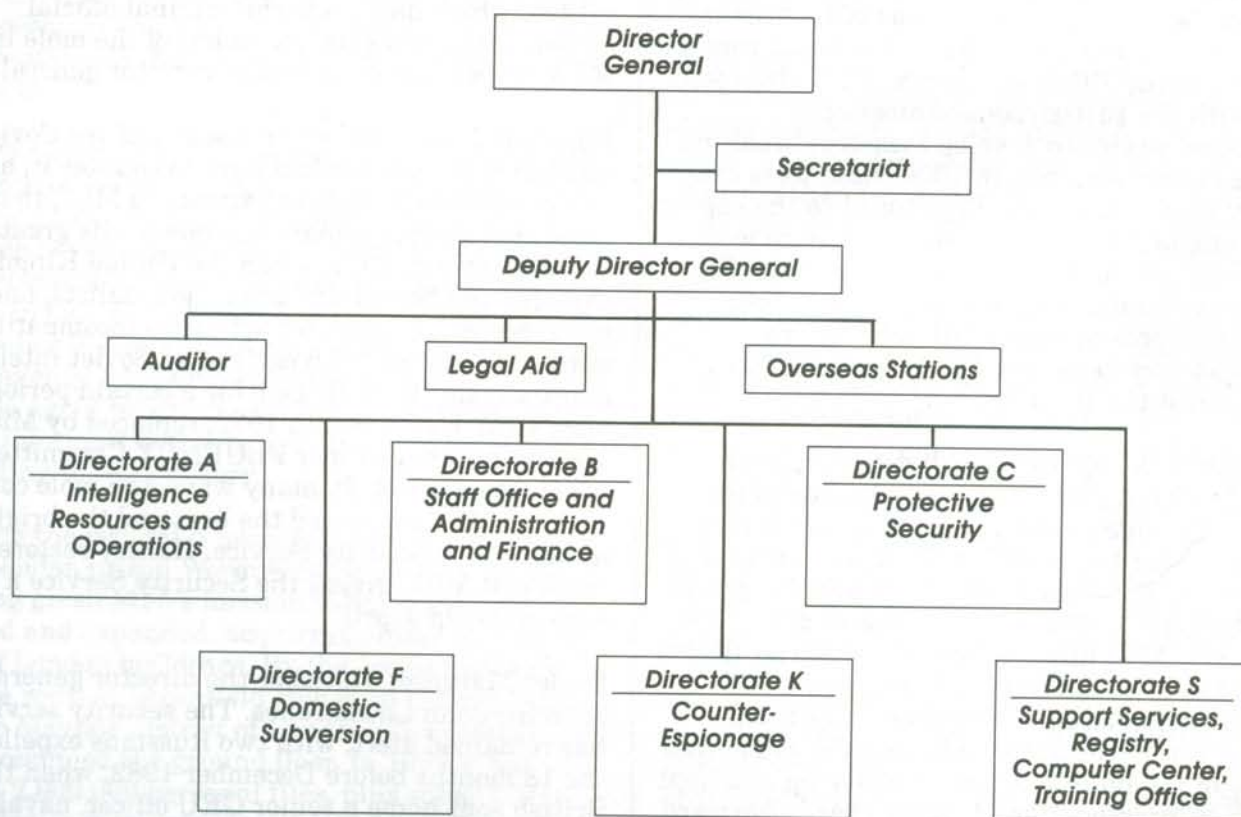 Director
General
Secretariat
Deputy Director General
Auditor
Legal Aid
Overseas Stations
Directorate A
Intelligence
Resources and
Operations
Directorate B
Staff Office and
Administration
and Finance
Directorate C
Protective
Security
Directorate F
Domestic
Subversion
Directorate K
Counter-
Espionage
Directorate S
Support Services,
Registry,
Computer Center,
Training Office